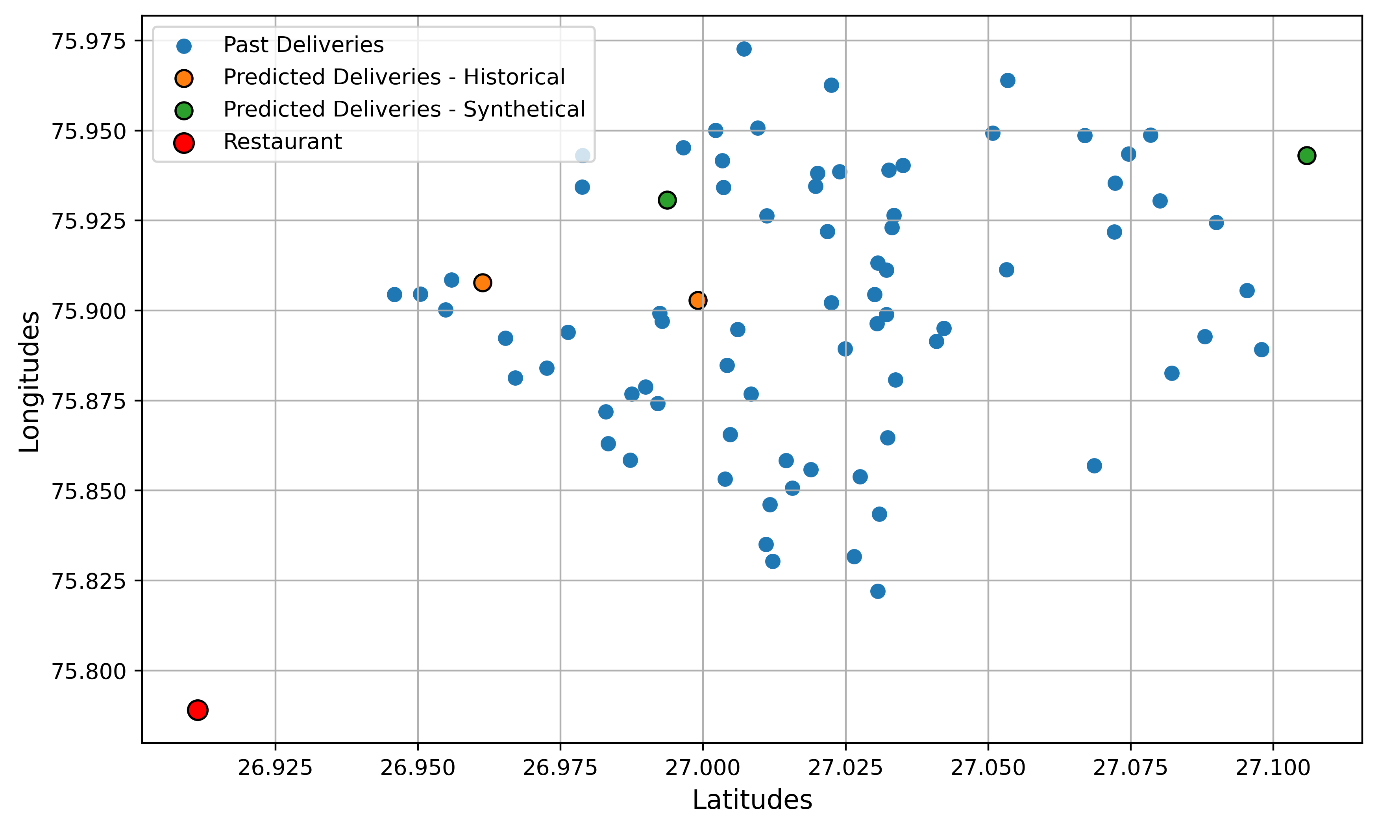 75.975
75.950
75.925
75.900
75.875
75.850
75.825
75.800
Longitudes
Past Deliveries
Predicted Deliveries - Historical
Predicted Deliveries - Synthetical
Restaurant
26.925 26.950 26.975 27.000 27.025 27.050 27.075 27.100
Latitudes